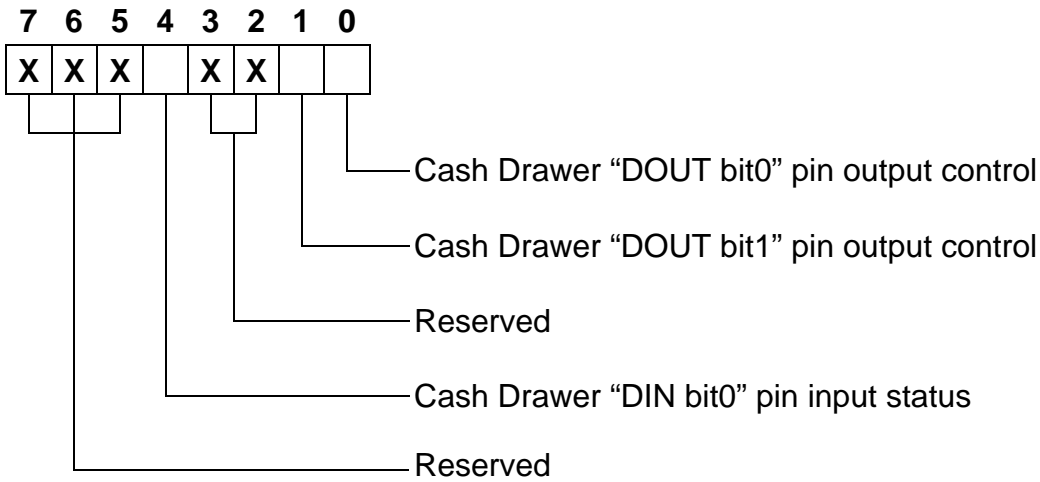 7 6 5 4 3 2 1 0
X X X X X
Cash Drawer “DOUT bit0” pin output control
Cash Drawer “DOUT bit1” pin output control
Reserved
Cash Drawer “DIN bit0” pin input status
Reserved